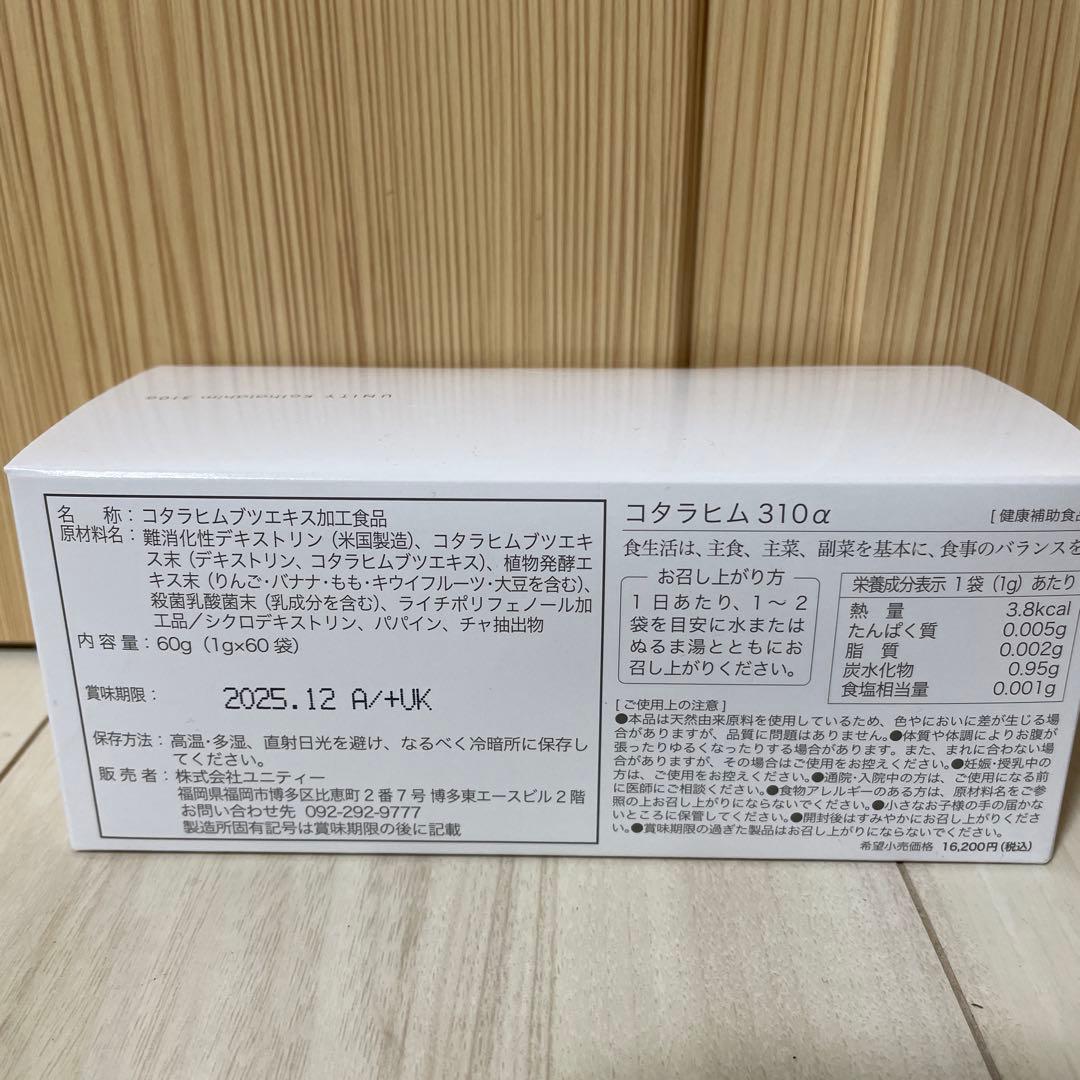 UNITY Kothalahim 310α
名　　称：コタラヒムブツエキス加工食品
原材料名：難消化性デキストリン（米国製造）、コタラヒムブツエキ
ス末（デキストリン、コタラヒムブツエキス）、植物発酵エ
キス末（りんご・バナナ・もも・キウイフルーツ・大豆を含む）、
殺菌乳酸菌末（乳成分を含む）、ライチポリフェノール加
工品／シクロデキストリン、パパイン、チャ抽出物
内 容 量：60g（1g×60袋）
賞味期限： 2025.12 A/+UK
保存方法：高温・多湿、直射日光を避け、なるべく冷暗所に保存し
てください。
販 売 者：株式会社ユニティー
福岡県福岡市博多区比恵町2番7号 博多東エースビル2階
お問い合わせ先 092-292-9777
製造所固有記号は賞味期限の後に記載
コタラヒム 310α [ 健康補助食品
食生活は、主食、主菜、副菜を基本に、食事のバランスを
お召し上がり方
1日あたり、1〜2
袋を目安に水または
ぬるま湯とともにお
召し上がりください。
栄養成分表示 1袋（1g）あたり
熱　量 3.8kcal
たんぱく質 0.005g
脂　質 0.002g
炭水化物 0.95g
食塩相当量 0.001g
[ ご使用上の注意 ]
●本品は天然由来原料を使用しているため、色やにおいに差が生じる場
合がありますが、品質に問題はありません。●体質や体調によりお腹が
張ったりゆるくなったりする場合があります。また、まれに合わない場
合がありますが、その場合はご使用をお控えください。●妊娠・授乳中の
方は、ご使用をお控えください。●通院・入院中の方は、ご使用になる前
に医師にご相談ください。●食物アレルギーのある方は、原材料名をご参
照の上お召し上がりにならないでください。●小さなお子様の手の届かな
いところに保管してください。●開封後はすみやかにお召し上がりくださ
い。●賞味期限の過ぎた製品はお召し上がりにならないでください。
希望小売価格 16,200円（税込）